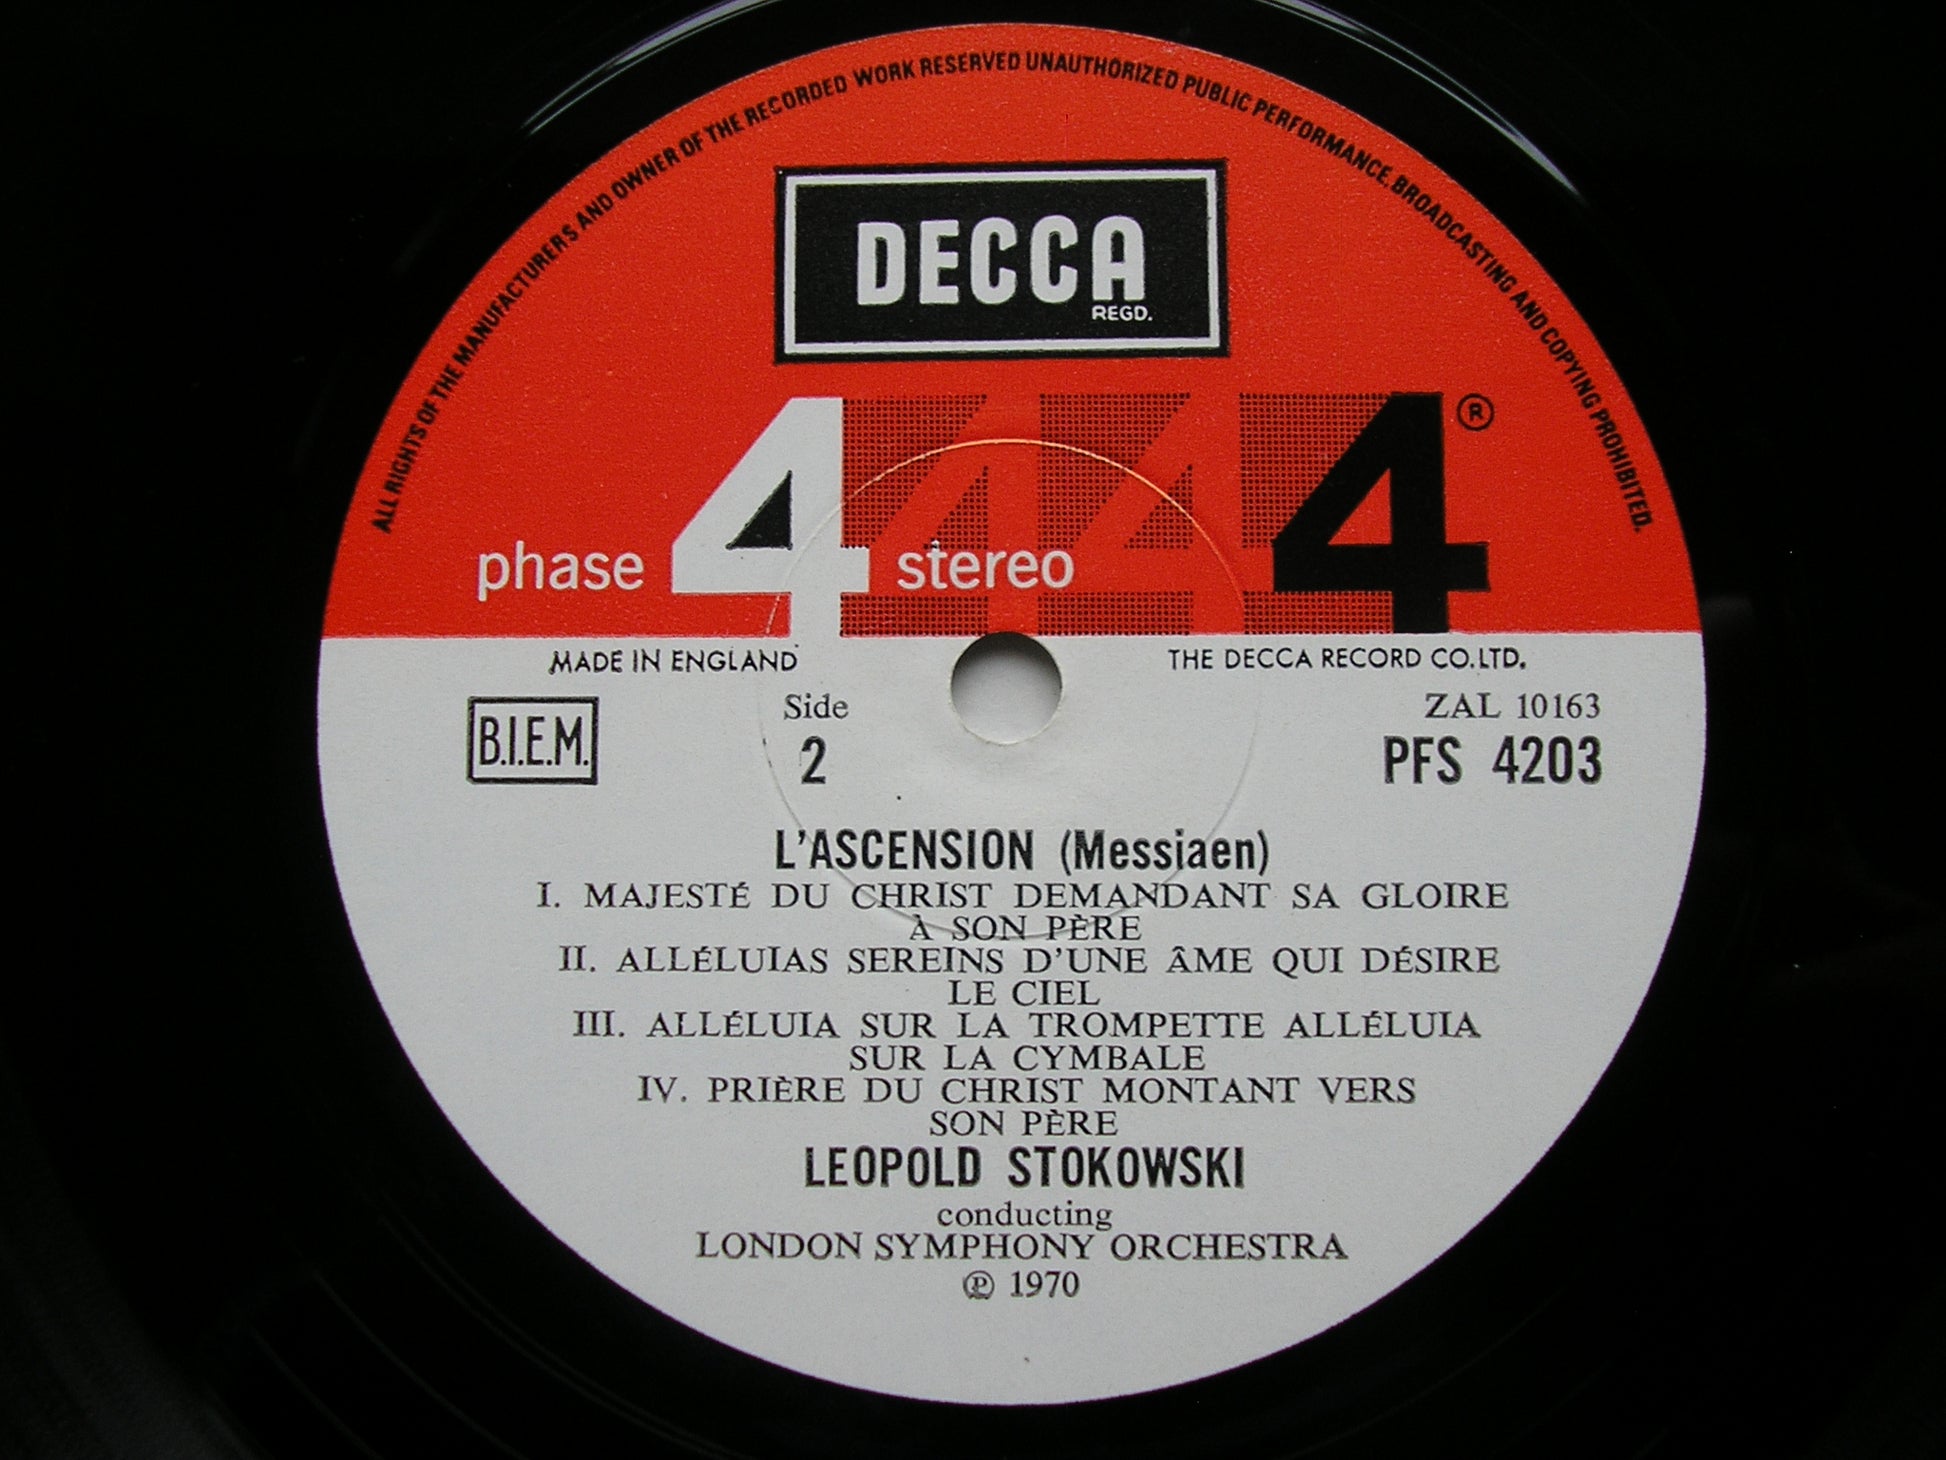 ALL RIGHTS OF THE MANUFACTURERS AND OWNER OF THE RECORDED WORK RESERVED UNAUTHORIZED PUBLIC PERFORMANCE. BROADCASTING AND COPYING PROHIBITED.
DECCA
REGD.
4 4 4 4 ®
phase 4 stereo
MADE IN ENGLAND
THE DECCA RECORD CO. LTD.
B.I.E.M.
Side
2
ZAL 10163
PFS 4203
L'ASCENSION (Messiaen)
I. MAJESTÉ DU CHRIST DEMANDANT SA GLOIRE
À SON PÈRE
II. ALLÉLUIAS SEREINS D'UNE ÂME QUI DÉSIRE
LE CIEL
III. ALLÉLUIA SUR LA TROMPETTE ALLÉLUIA
SUR LA CYMBALE
IV. PRIÈRE DU CHRIST MONTANT VERS
SON PÈRE
LEOPOLD STOKOWSKI
conducting
LONDON SYMPHONY ORCHESTRA
℗ 1970